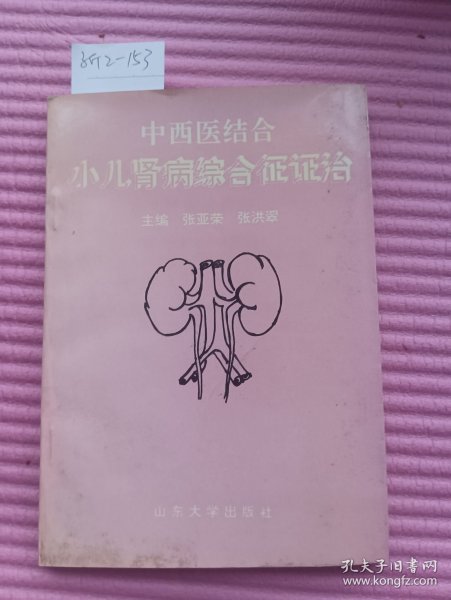 3512-153
中西医结合
小儿肾病综合征证治
主编 张亚荣 张洪翠
山东大学出版社
孔夫子旧书网
www.kongfz.com